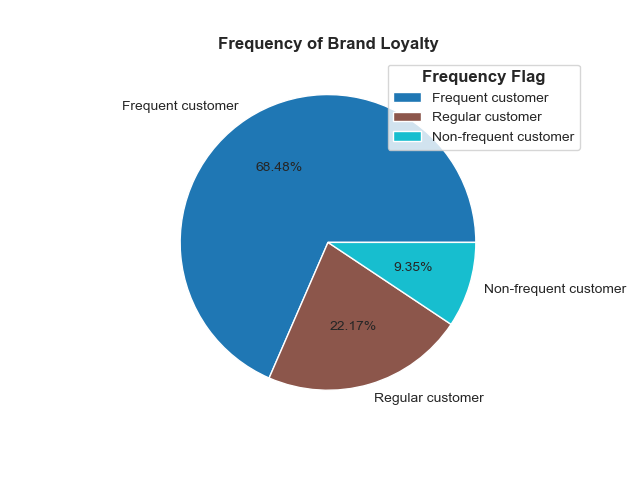 Frequency of Brand Loyalty
Frequency Flag
Frequent customer
Regular customer
Non-frequent customer
Frequent customer
68.48%
9.35%
Non-frequent customer
22.17%
Regular customer